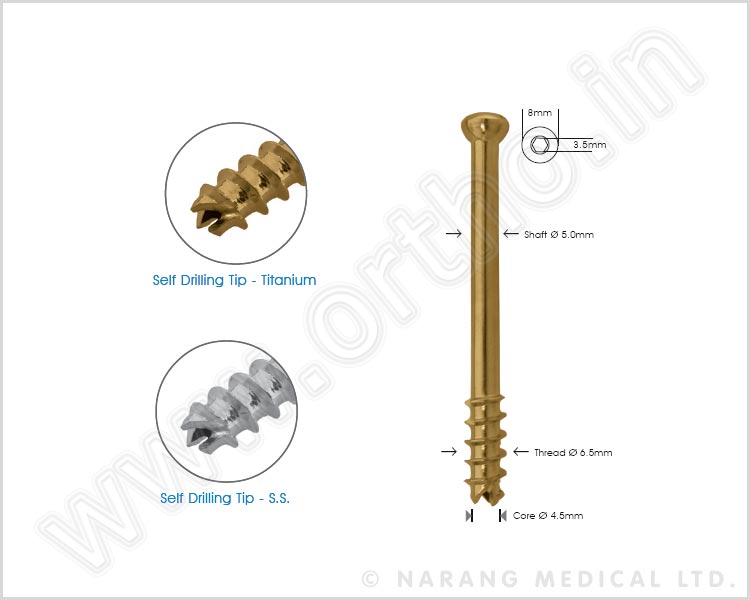 8mm
3.5mm
Shaft Ø 5.0mm
Self Drilling Tip - Titanium
Thread Ø 6.5mm
Self Drilling Tip - S.S.
Core Ø 4.5mm
www.ortho.in
© NARANG MEDICAL LTD.